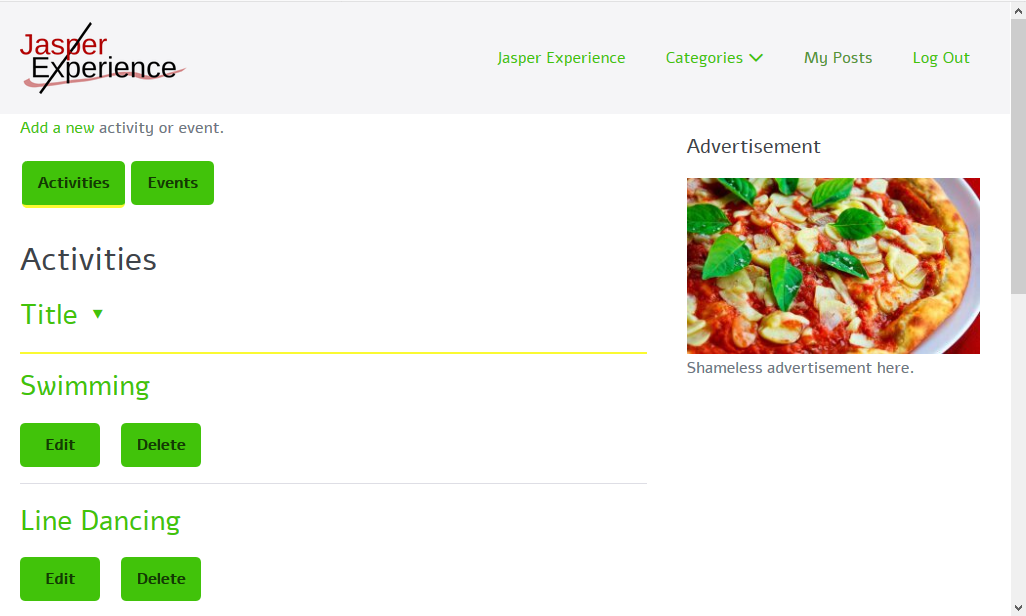 Jasper
Experience
Jasper Experience Categories My Posts Log Out
Add a new activity or event.
Activities Events
Activities
Title ▼
Swimming
Edit Delete
Line Dancing
Edit Delete
Advertisement
Shameless advertisement here.